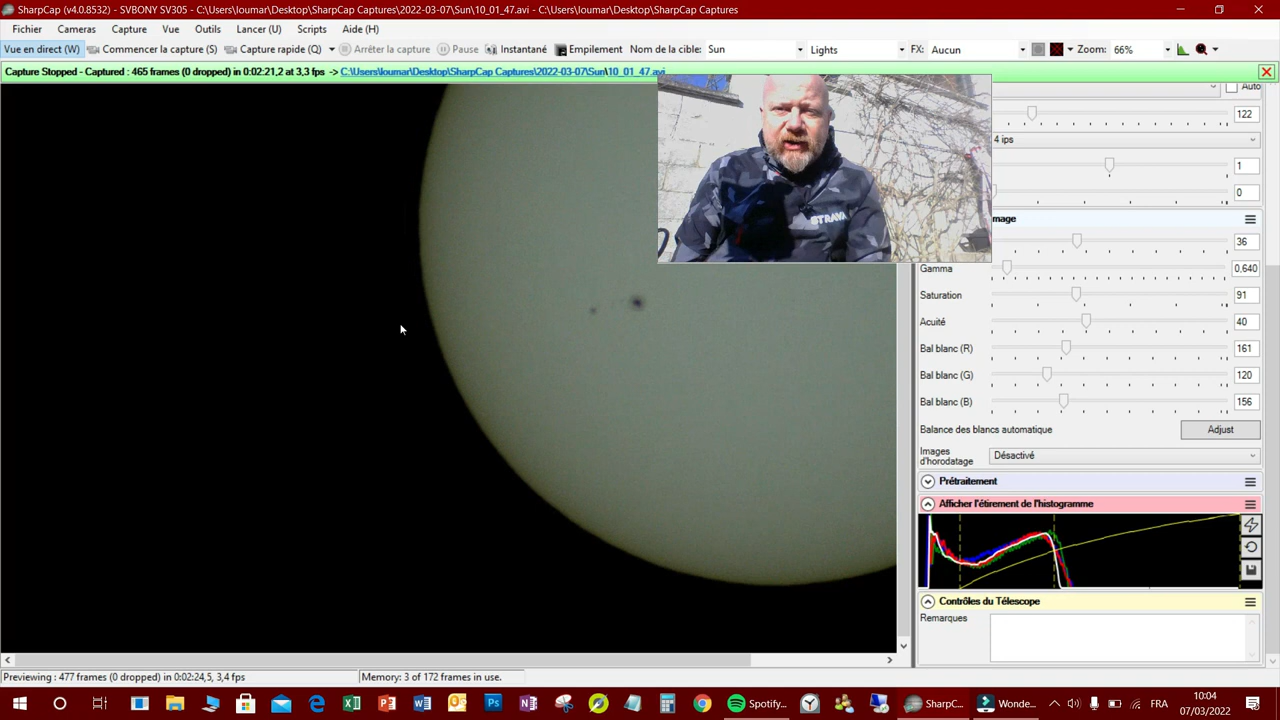 SharpCap (v4.0.8532) - SVBONY SV305 - C:\Users\loumar\Desktop\SharpCap Captures\2022-03-07\Sun\10_01_47.avi - C:\Users\loumar\Desktop\SharpCap Captures
Fichier Cameras Capture Vue Outils Lancer (U) Scripts Aide (H)
Vue en direct (W) Commencer la capture (S) Capture rapide (Q) Arrêter la capture Pause Instantané Empilement Nom de la cible: Sun Lights FX: Aucun Zoom: 66%
Capture Stopped - Captured : 465 frames (0 dropped) in 0:02:21,2 at 3,3 fps -> C:\Users\loumar\Desktop\SharpCap Captures\2022-03-07\Sun\10_01_47.avi
Auto
122
4 ips
1
0
STRAVA
mage
36
Gamma 0,640
Saturation 91
Acuité 40
Bal blanc (R) 161
Bal blanc (G) 120
Bal blanc (B) 156
Balance des blancs automatique Adjust
Images
d'horodatage Désactivé
Prétraitement
Afficher l'étirement de l'histogramme
Contrôles du Télescope
Remarques
Previewing : 477 frames (0 dropped) in 0:02:24,5, 3,4 fps Memory: 3 of 172 frames in use.
Spotify... SharpC... Wonde... FRA
10:04
07/03/2022